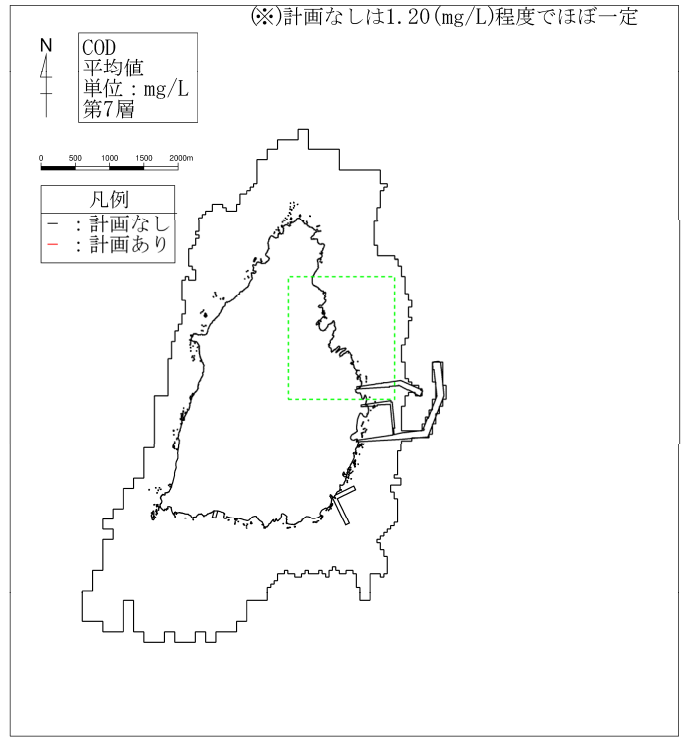 (※)計画なしは1.20(mg/L)程度でほぼ一定
N
COD
平均値
単位：mg/L
第7層
0 500 1000 1500 2000m
凡例
－ ：計画なし
－ ：計画あり